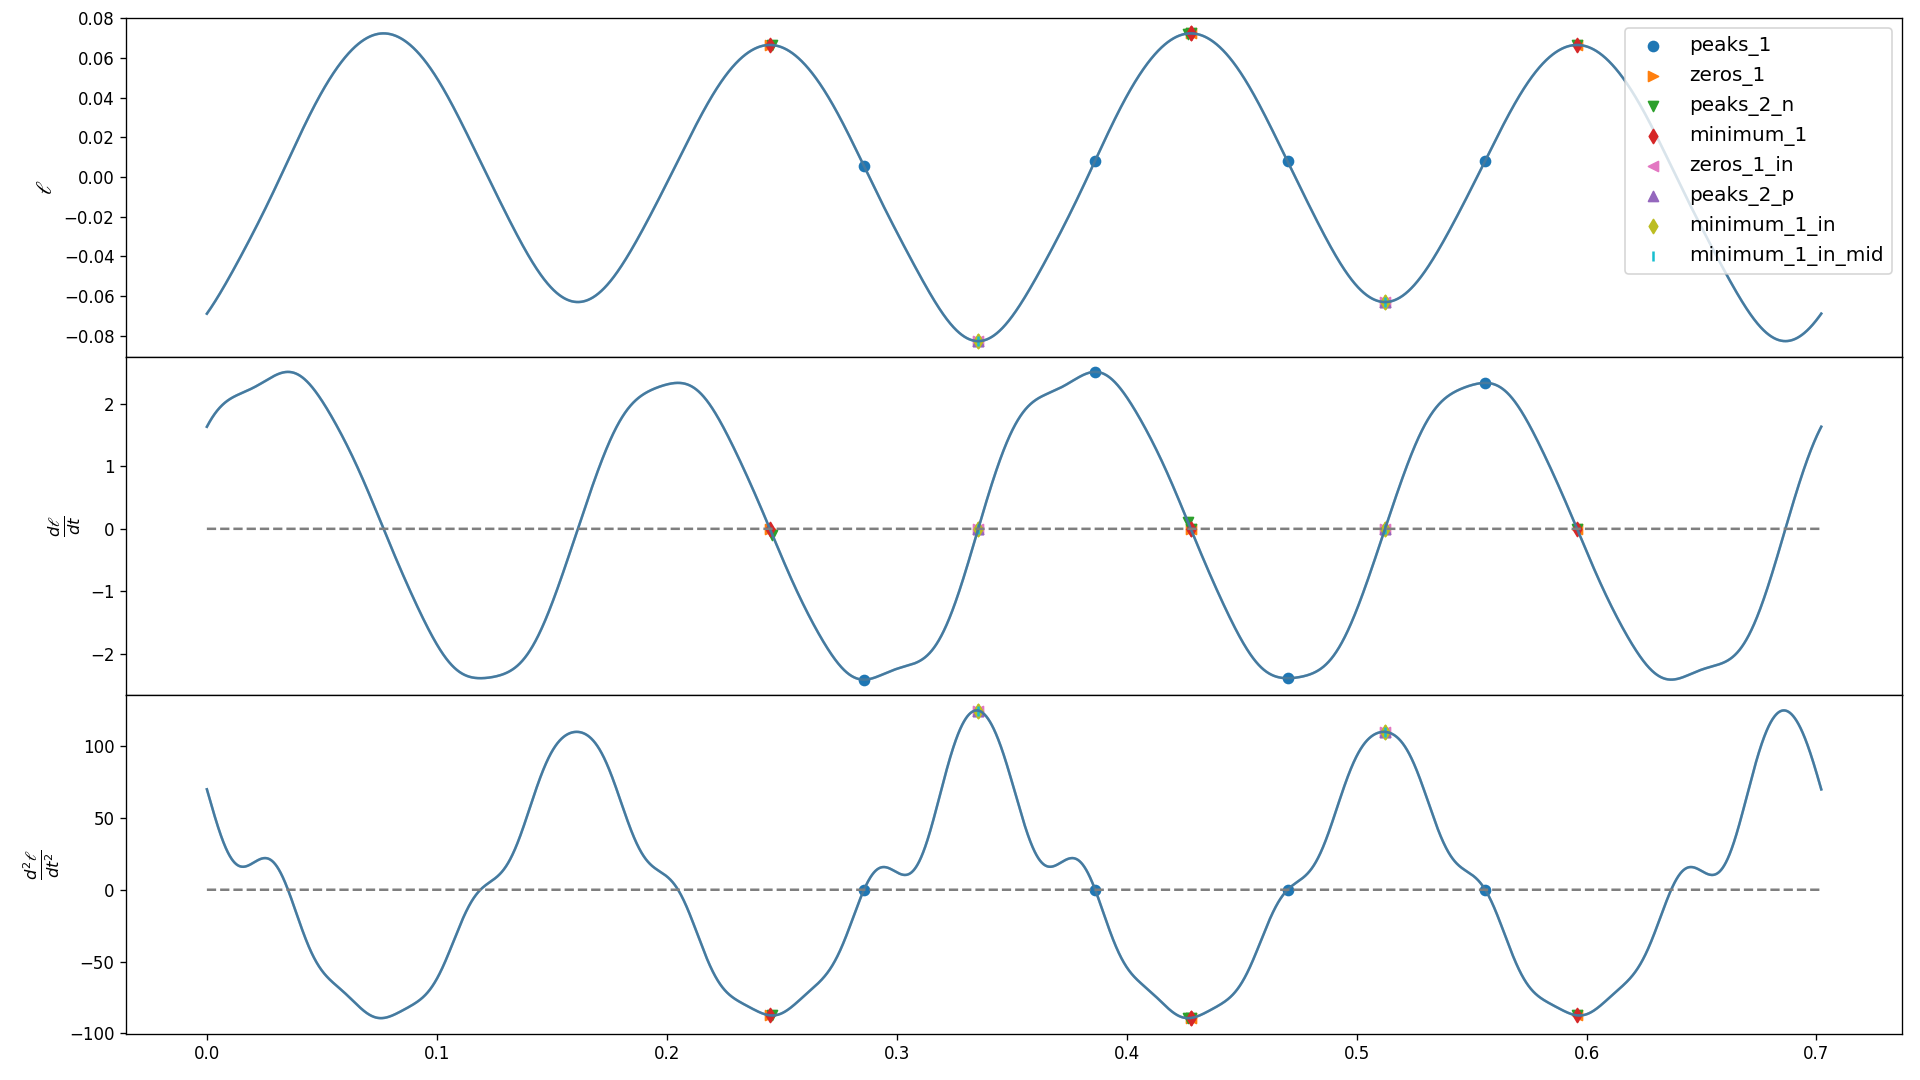 0.08
0.06
0.04
0.02
0.00
−0.02
−0.04
−0.06
−0.08
ℓ
peaks_1
zeros_1
peaks_2_n
minimum_1
zeros_1_in
peaks_2_p
minimum_1_in
minimum_1_in_mid
2
1
0
−1
−2
dℓ
dt
100
50
0
−50
−100
d²ℓ
dt²
0.0 0.1 0.2 0.3 0.4 0.5 0.6 0.7